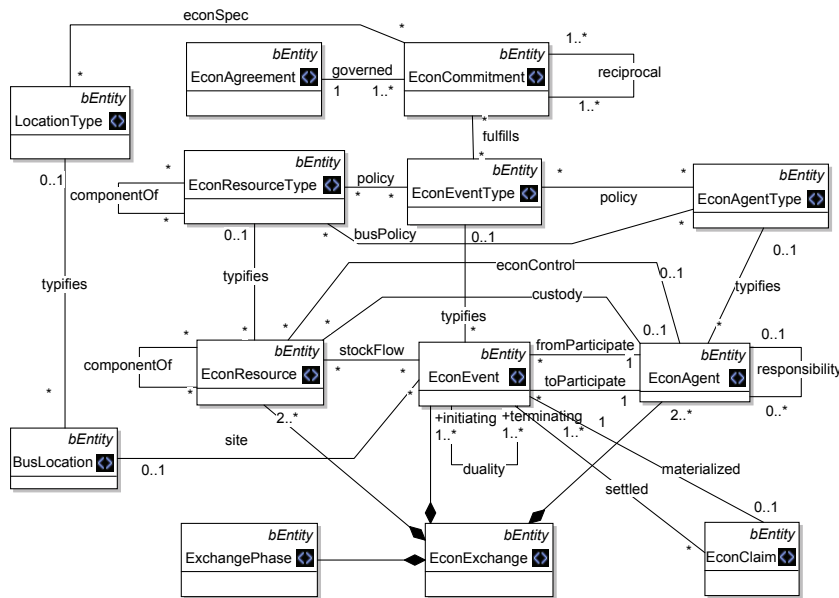 econSpec
*
*
bEntity
EconAgreement
governed
1
1..*
bEntity
EconCommitment
1..*
reciprocal
1..*
bEntity
LocationType
0..1
*
fulfills
*
bEntity
EconResourceType
*
componentOf
*
policy
*
*
bEntity
EconEventType
*
*
policy
bEntity
EconAgentType
0..1
*
busPolicy
0..1
*
0..1
typifies
econControl
0..1
typifies
typifies
custody
*
*
*
typifies
*
0..1
*
bEntity
EconResource
*
componentOf
*
stockFlow
*
*
bEntity
EconEvent
fromParticipate
*
1
toParticipate
*
1
bEntity
EconAgent
0..1
responsibility
0..*
*
2..*
*
+initiating
1..*
+terminating
1..*
1..*
1
2..*
bEntity
BusLocation
site
0..1
duality
settled
materialized
0..1
bEntity
ExchangePhase
bEntity
EconExchange
*
bEntity
EconClaim